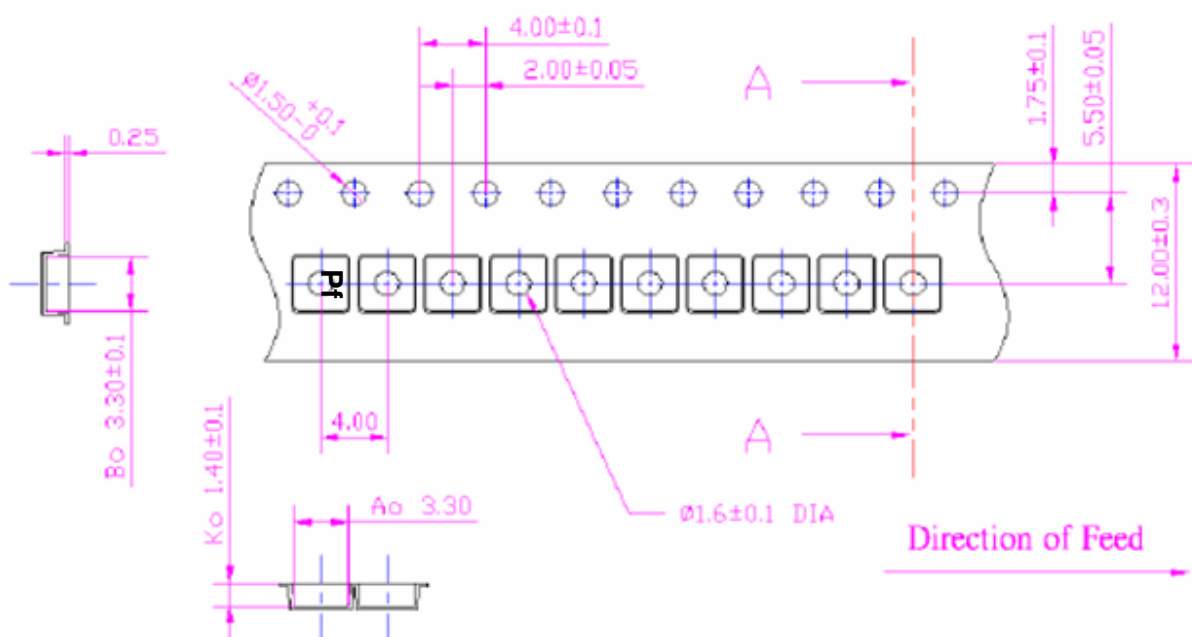 4.00±0.1
2.00±0.05
Ø1.50 +0.1 -0
A
1.75±0.1
5.50±0.05
0.25
12.00±0.3
Pf
Bo 3.30±0.1
4.00
A
Ko 1.40±0.1
Ao 3.30
Ø1.6±0.1 DIA
Direction of Feed